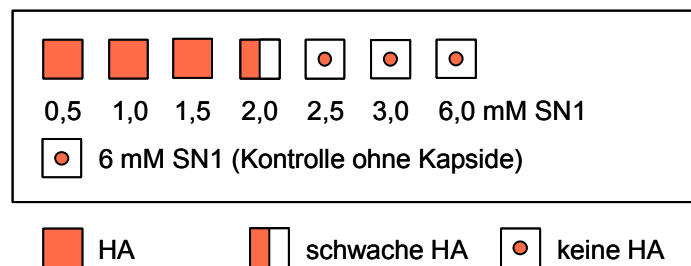 0,5 1,0 1,5 2,0 2,5 3,0 6,0 mM SN1
6 mM SN1 (Kontrolle ohne Kapside)
HA schwache HA keine HA